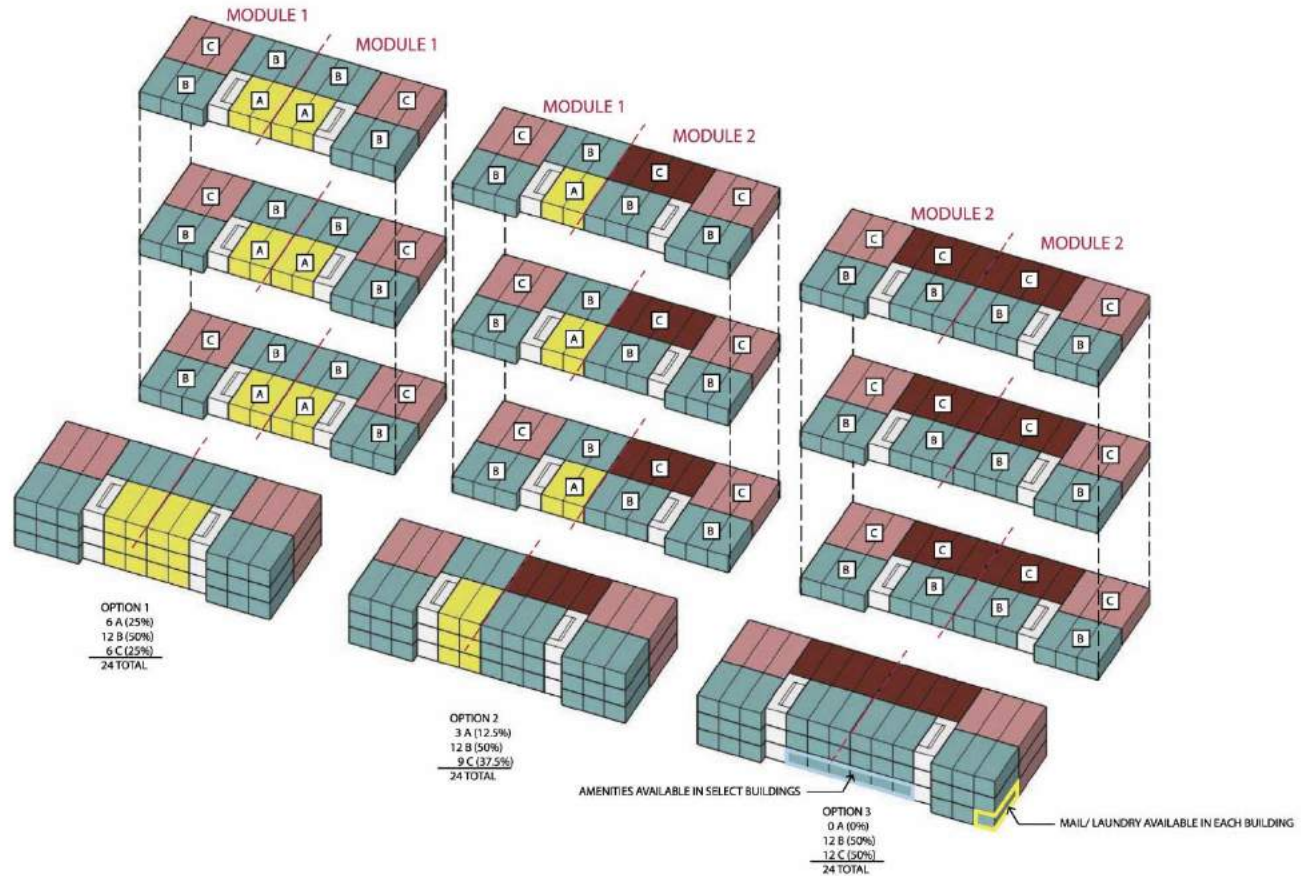 MODULE 1
MODULE 1
C
B
B
B
A
A
C
B
C
B
B
B
A
A
C
B
C
B
B
B
A
A
C
B
OPTION 1
6 A (25%)
12 B (50%)
6 C (25%)
24 TOTAL
MODULE 1
MODULE 2
C
B
B
A
C
B
C
B
C
B
B
A
C
B
C
B
C
B
B
A
C
B
C
B
OPTION 2
3 A (12.5%)
12 B (50%)
9 C (37.5%)
24 TOTAL
MODULE 2
MODULE 2
C
C
B
B
C
B
C
B
C
C
B
B
C
B
C
B
C
C
B
B
C
B
C
B
AMENITIES AVAILABLE IN SELECT BUILDINGS
OPTION 3
0 A (0%)
12 B (50%)
12 C (50%)
24 TOTAL
MAIL/ LAUNDRY AVAILABLE IN EACH BUILDING